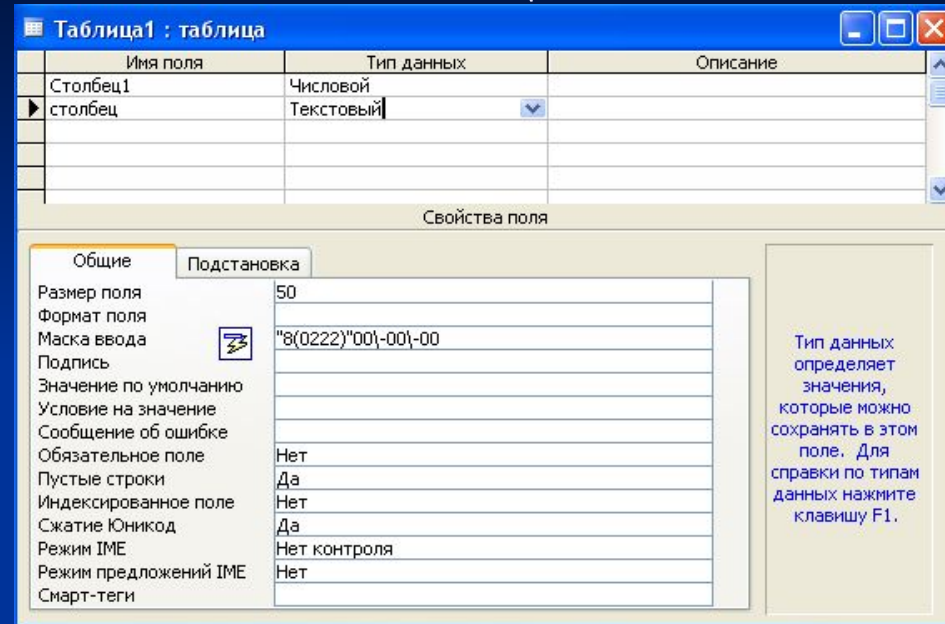 Таблица1 : таблица
Имя поля Тип данных Описание
Столбец1 Числовой
столбец Текстовый
Свойства поля
Общие Подстановка
Размер поля 50
Формат поля
Маска ввода "8(0222)"00\-00\-00
Подпись
Значение по умолчанию
Условие на значение
Сообщение об ошибке
Обязательное поле Нет
Пустые строки Да
Индексированное поле Нет
Сжатие Юникод Да
Режим IME Нет контроля
Режим предложений IME Нет
Смарт-теги
Тип данных
определяет
значения,
которые можно
сохранять в этом
поле. Для
справки по типам
данных нажмите
клавишу F1.